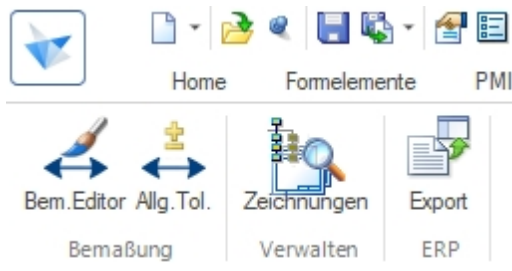 Home Formelemente PMI
Bem.Editor Allg.Tol. Zeichnungen Export
Bemaßung Verwalten ERP